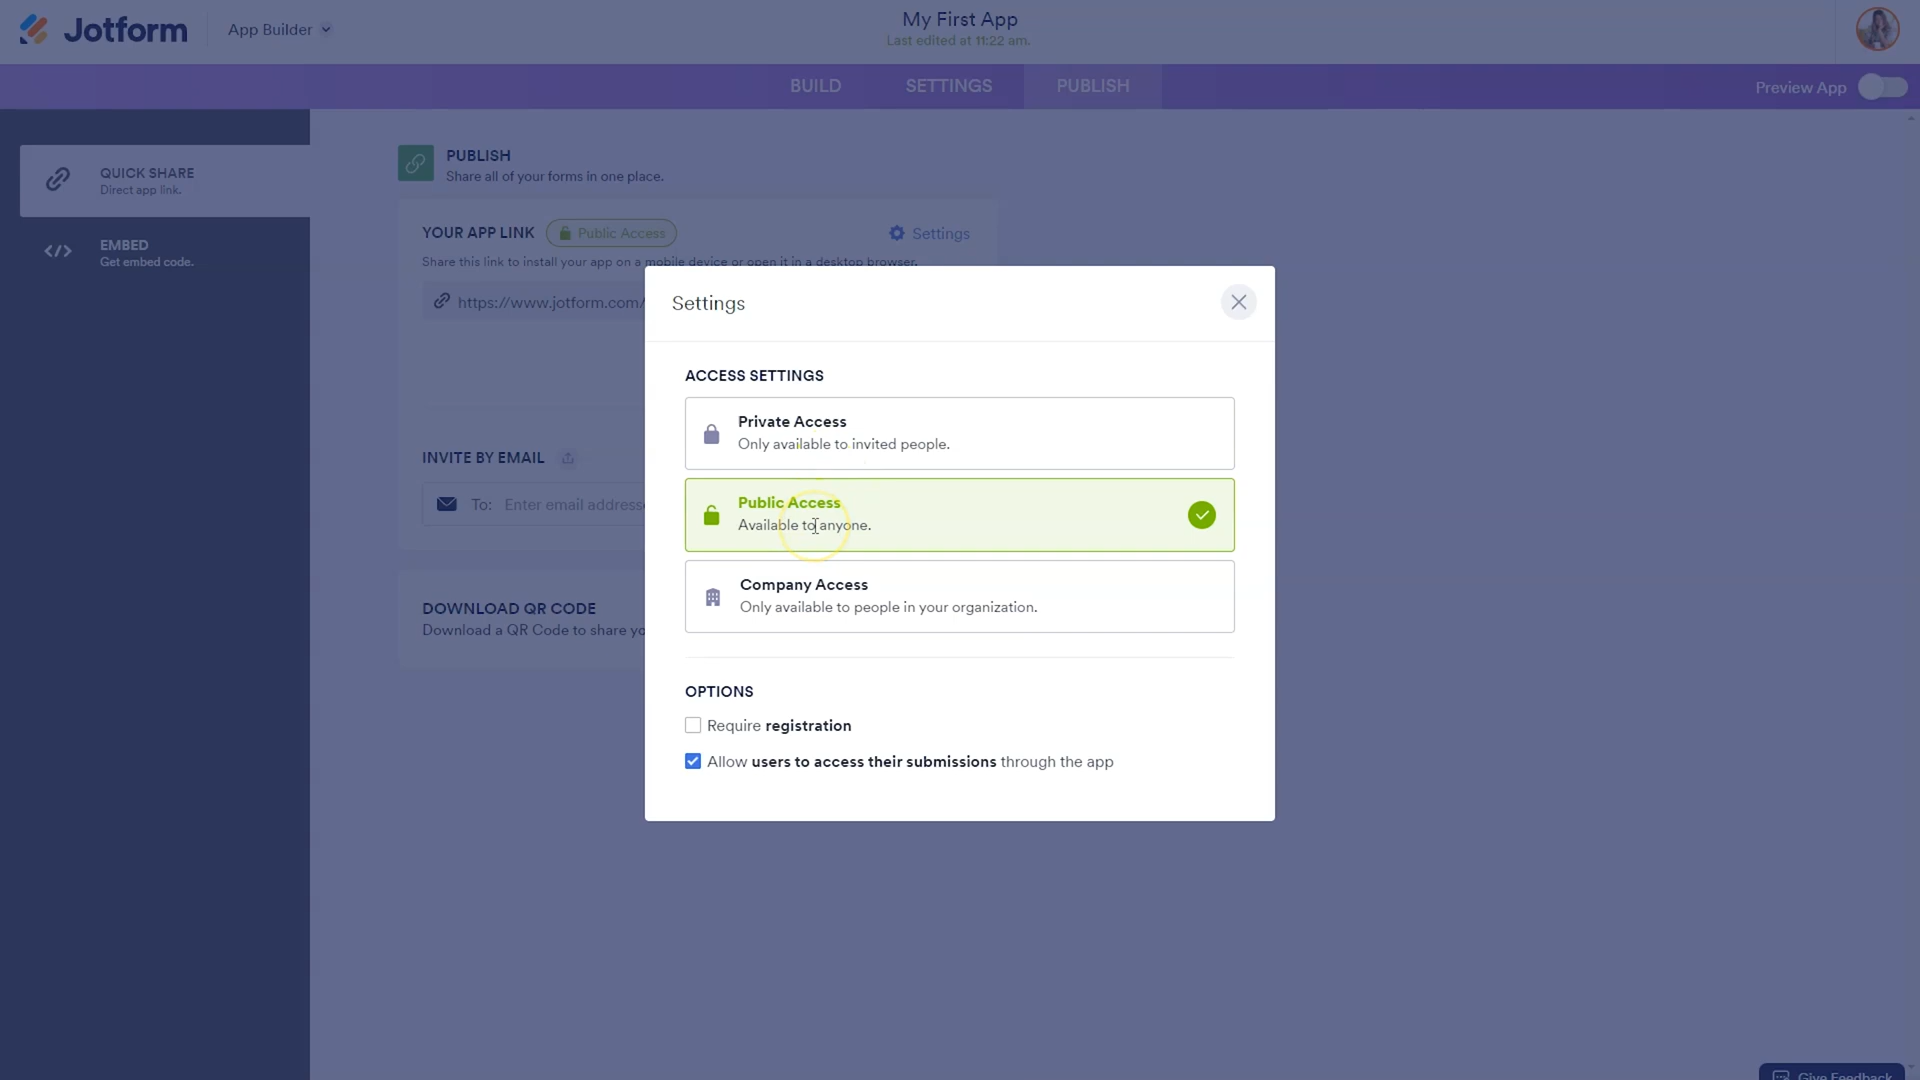 Jotform
App Builder
My First App
Last edited at 11:22 am.
BUILD
SETTINGS
PUBLISH
Preview App
QUICK SHARE
Direct app link.
EMBED
Get embed code.
PUBLISH
Share all of your forms in one place.
YOUR APP LINK
Public Access
Settings
Share this link to install your app on a mobile device or open it in a desktop browser.
https://www.jotform.com/
INVITE BY EMAIL
To: Enter email address
DOWNLOAD QR CODE
Download a QR Code to share
Settings
ACCESS SETTINGS
Private Access
Only available to invited people.
Public Access
Available to anyone.
Company Access
Only available to people in your organization.
OPTIONS
Require registration
Allow users to access their submissions through the app
Give Feedback